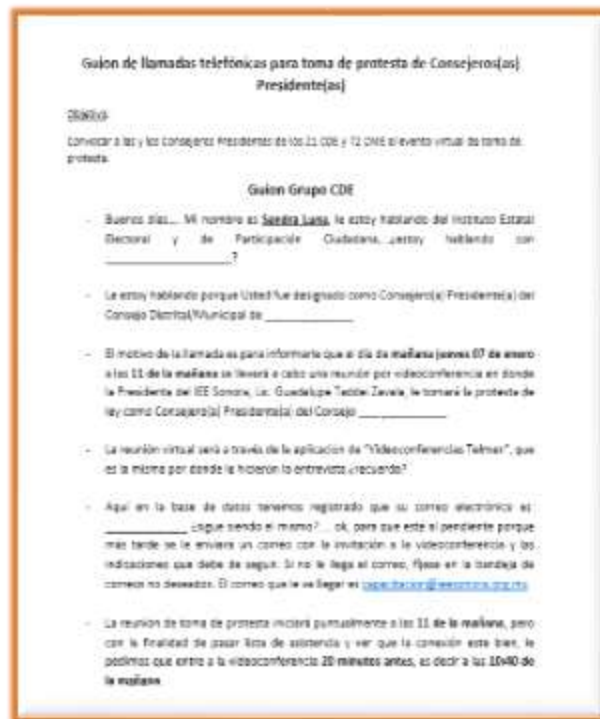 Guion de llamadas telefónicas para toma de protesta de Consejeros(as)
Presidente(as)
Objetivo
Convocar a las y los Consejeros Presidentes de los 21 CDE y 72 CME al evento virtual de toma de
protesta.
Guion Grupo CDE
- Buenos días... Mi nombre es Sandra Luna, le estoy hablando del Instituto Estatal
Electoral y de Participación Ciudadana, ¿estoy hablando con
____________________?
- Le estoy hablando porque Usted fue designado como Consejero(a) Presidente(a) del
Consejo Distrital/Municipal de ______________
- El motivo de la llamada es para informarle que el día de mañana jueves 07 de enero
a las 11 de la mañana se llevará a cabo una reunión por videoconferencia en donde
la Presidenta del IEE Sonora, Lic. Guadalupe Taddei Zavala, le tomará la protesta de
ley como Consejero(a) Presidente(a) del Consejo ______________
- La reunión virtual será a través de la aplicación de "Videoconferencias Telmex", que
es la misma por donde le hicieron la entrevista ¿recuerda?
- Aquí en la base de datos tenemos registrado que su correo electrónico es:
_____________ ¿sigue siendo el mismo? ... ok, para que este al pendiente porque
más tarde se le enviara un correo con la invitación a la videoconferencia y las
indicaciones que debe de seguir. Si no le llega el correo, fíjese en la bandeja de
correos no deseados. El correo que le va llegar es capacitacion@ieesonora.org.mx
- La reunión de toma de protesta iniciará puntualmente a las 11 de la mañana, pero
con la finalidad de pasar lista de asistencia y ver que la conexión este bien, le
pedimos que entre a la videoconferencia 20 minutos antes, es decir a las 10:40 de
la mañana